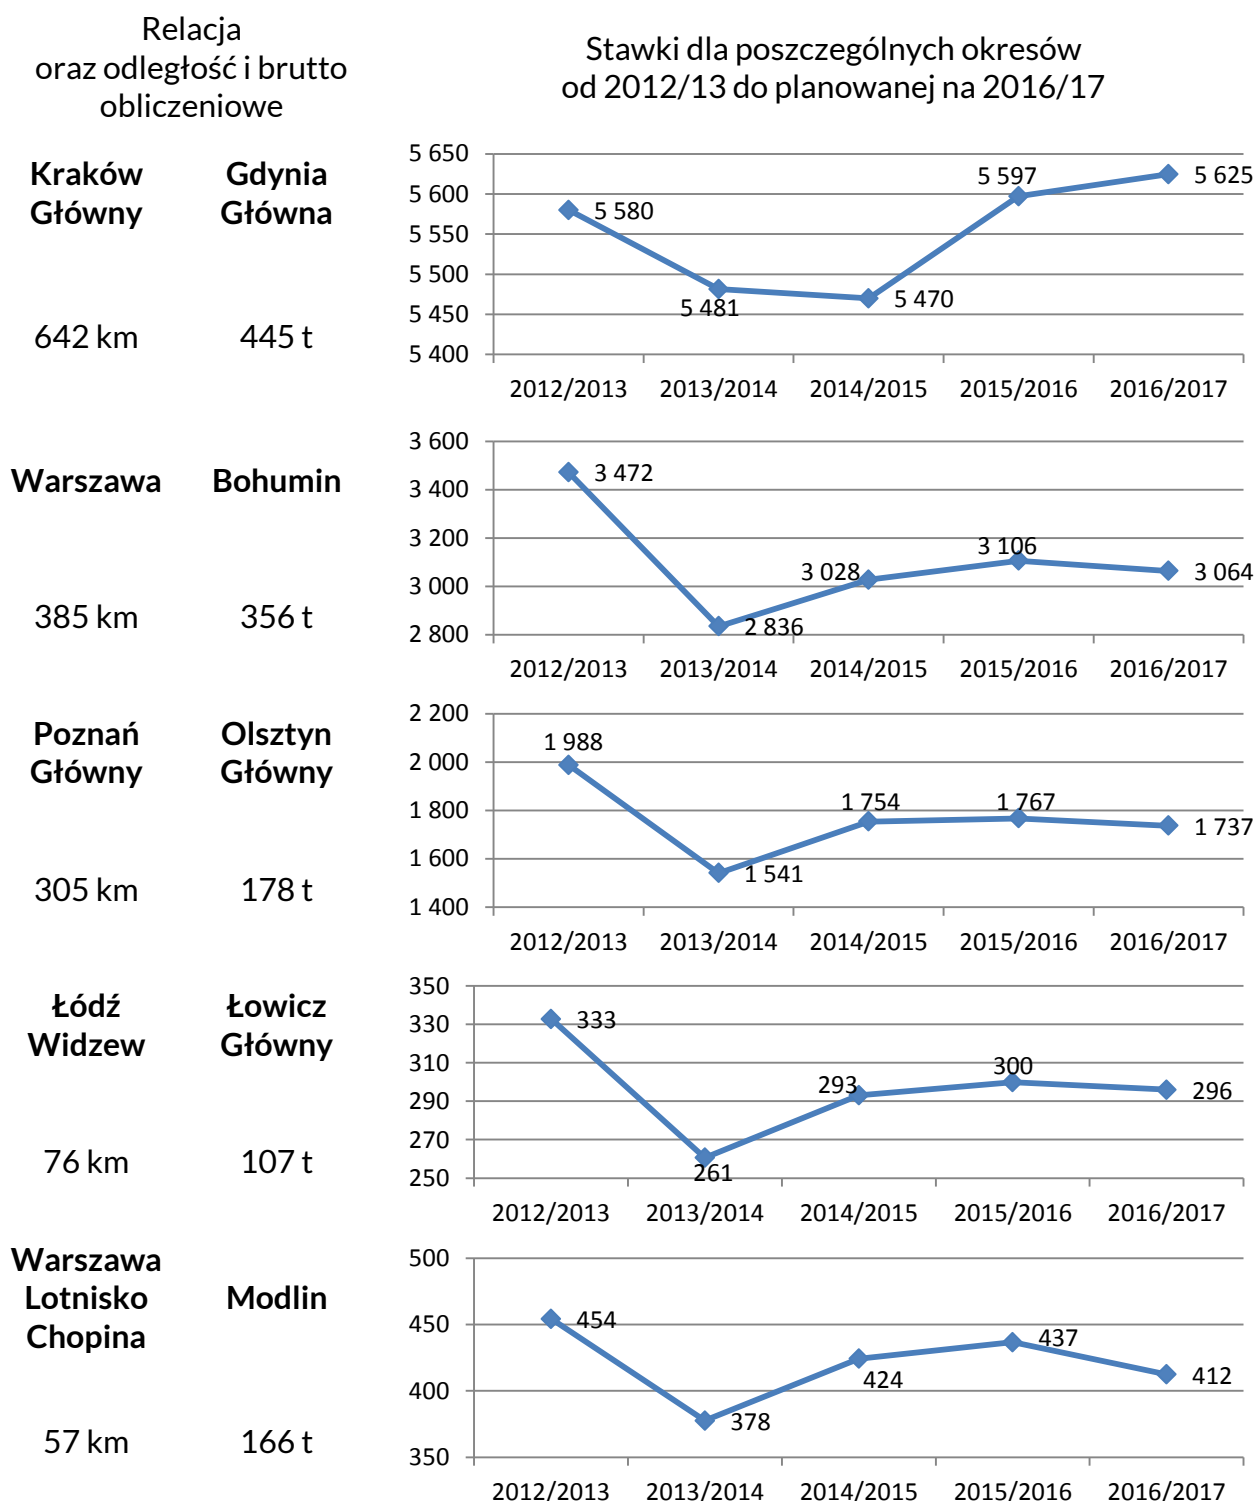 Relacja
oraz odległość i brutto
obliczeniowe
Stawki dla poszczególnych okresów
od 2012/13 do planowanej na 2016/17
Kraków Gdynia
Główny Główna
642 km 445 t
5 650
5 600
5 550
5 500
5 450
5 400
5 580
5 481
5 470
5 597
5 625
2012/2013 2013/2014 2014/2015 2015/2016 2016/2017
Warszawa Bohumin
385 km 356 t
3 600
3 400
3 200
3 000
2 800
3 472
2 836
3 028
3 106
3 064
2012/2013 2013/2014 2014/2015 2015/2016 2016/2017
Poznań Olsztyn
Główny Główny
305 km 178 t
2 200
2 000
1 800
1 600
1 400
1 988
1 541
1 754
1 767
1 737
2012/2013 2013/2014 2014/2015 2015/2016 2016/2017
Łódź Łowicz
Widzew Główny
76 km 107 t
350
330
310
290
270
250
333
261
293
300
296
2012/2013 2013/2014 2014/2015 2015/2016 2016/2017
Warszawa
Lotnisko Modlin
Chopina
57 km 166 t
500
450
400
350
454
378
424
437
412
2012/2013 2013/2014 2014/2015 2015/2016 2016/2017